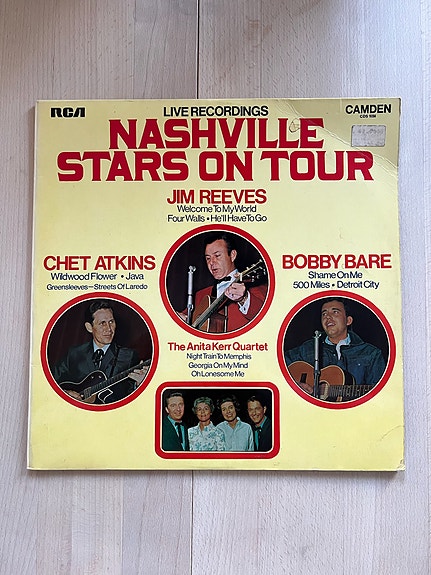 RCA
LIVE RECORDINGS
CAMDEN
CDS 1056
NASHVILLE
STARS ON TOUR
JIM REEVES
Welcome To My World
Four Walls • He'll Have To Go
CHET ATKINS
Wildwood Flower • Java
Greensleeves—Streets Of Laredo
BOBBY BARE
Shame On Me
500 Miles • Detroit City
The Anita Kerr Quartet
Night Train To Memphis
Georgia On My Mind
Oh Lonesome Me